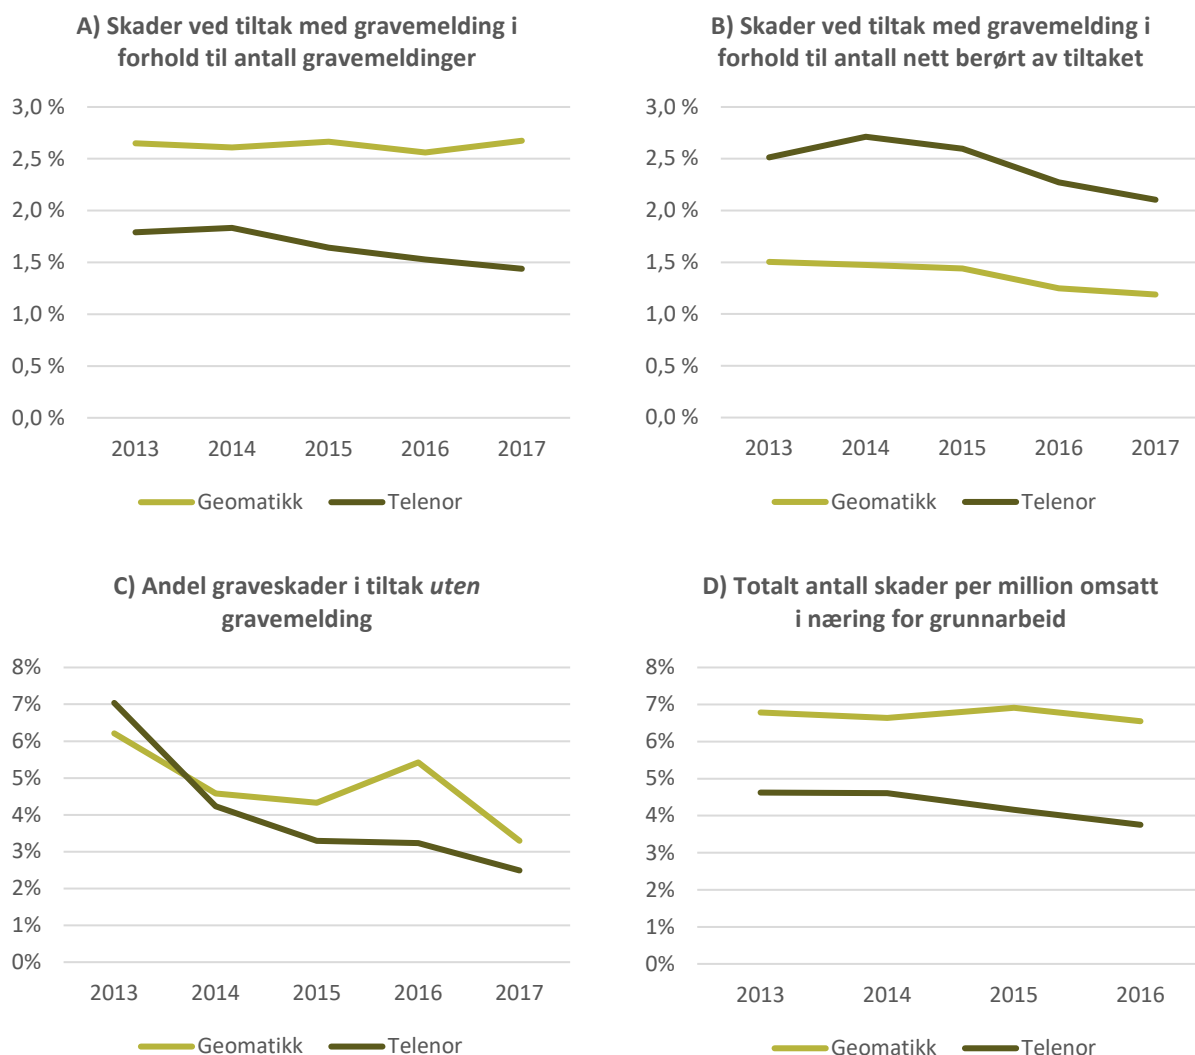 A) Skader ved tiltak med gravemelding i
forhold til antall gravemeldinger
3,0 %
2,5 %
2,0 %
1,5 %
1,0 %
0,5 %
0,0 %
2013 2014 2015 2016 2017
Geomatikk Telenor
B) Skader ved tiltak med gravemelding i
forhold til antall nett berørt av tiltaket
3,0 %
2,5 %
2,0 %
1,5 %
1,0 %
0,5 %
0,0 %
2013 2014 2015 2016 2017
Geomatikk Telenor
C) Andel graveskader i tiltak uten
gravemelding
8%
7%
6%
5%
4%
3%
2%
1%
0%
2013 2014 2015 2016 2017
Geomatikk Telenor
D) Totalt antall skader per million omsatt
i næring for grunnarbeid
8%
7%
6%
5%
4%
3%
2%
1%
0%
2013 2014 2015 2016
Geomatikk Telenor